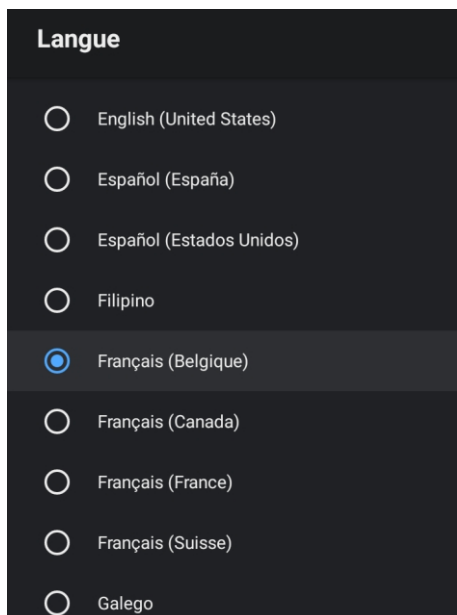 Langue
English (United States)
Español (España)
Español (Estados Unidos)
Filipino
Français (Belgique)
Français (Canada)
Français (France)
Français (Suisse)
Galego